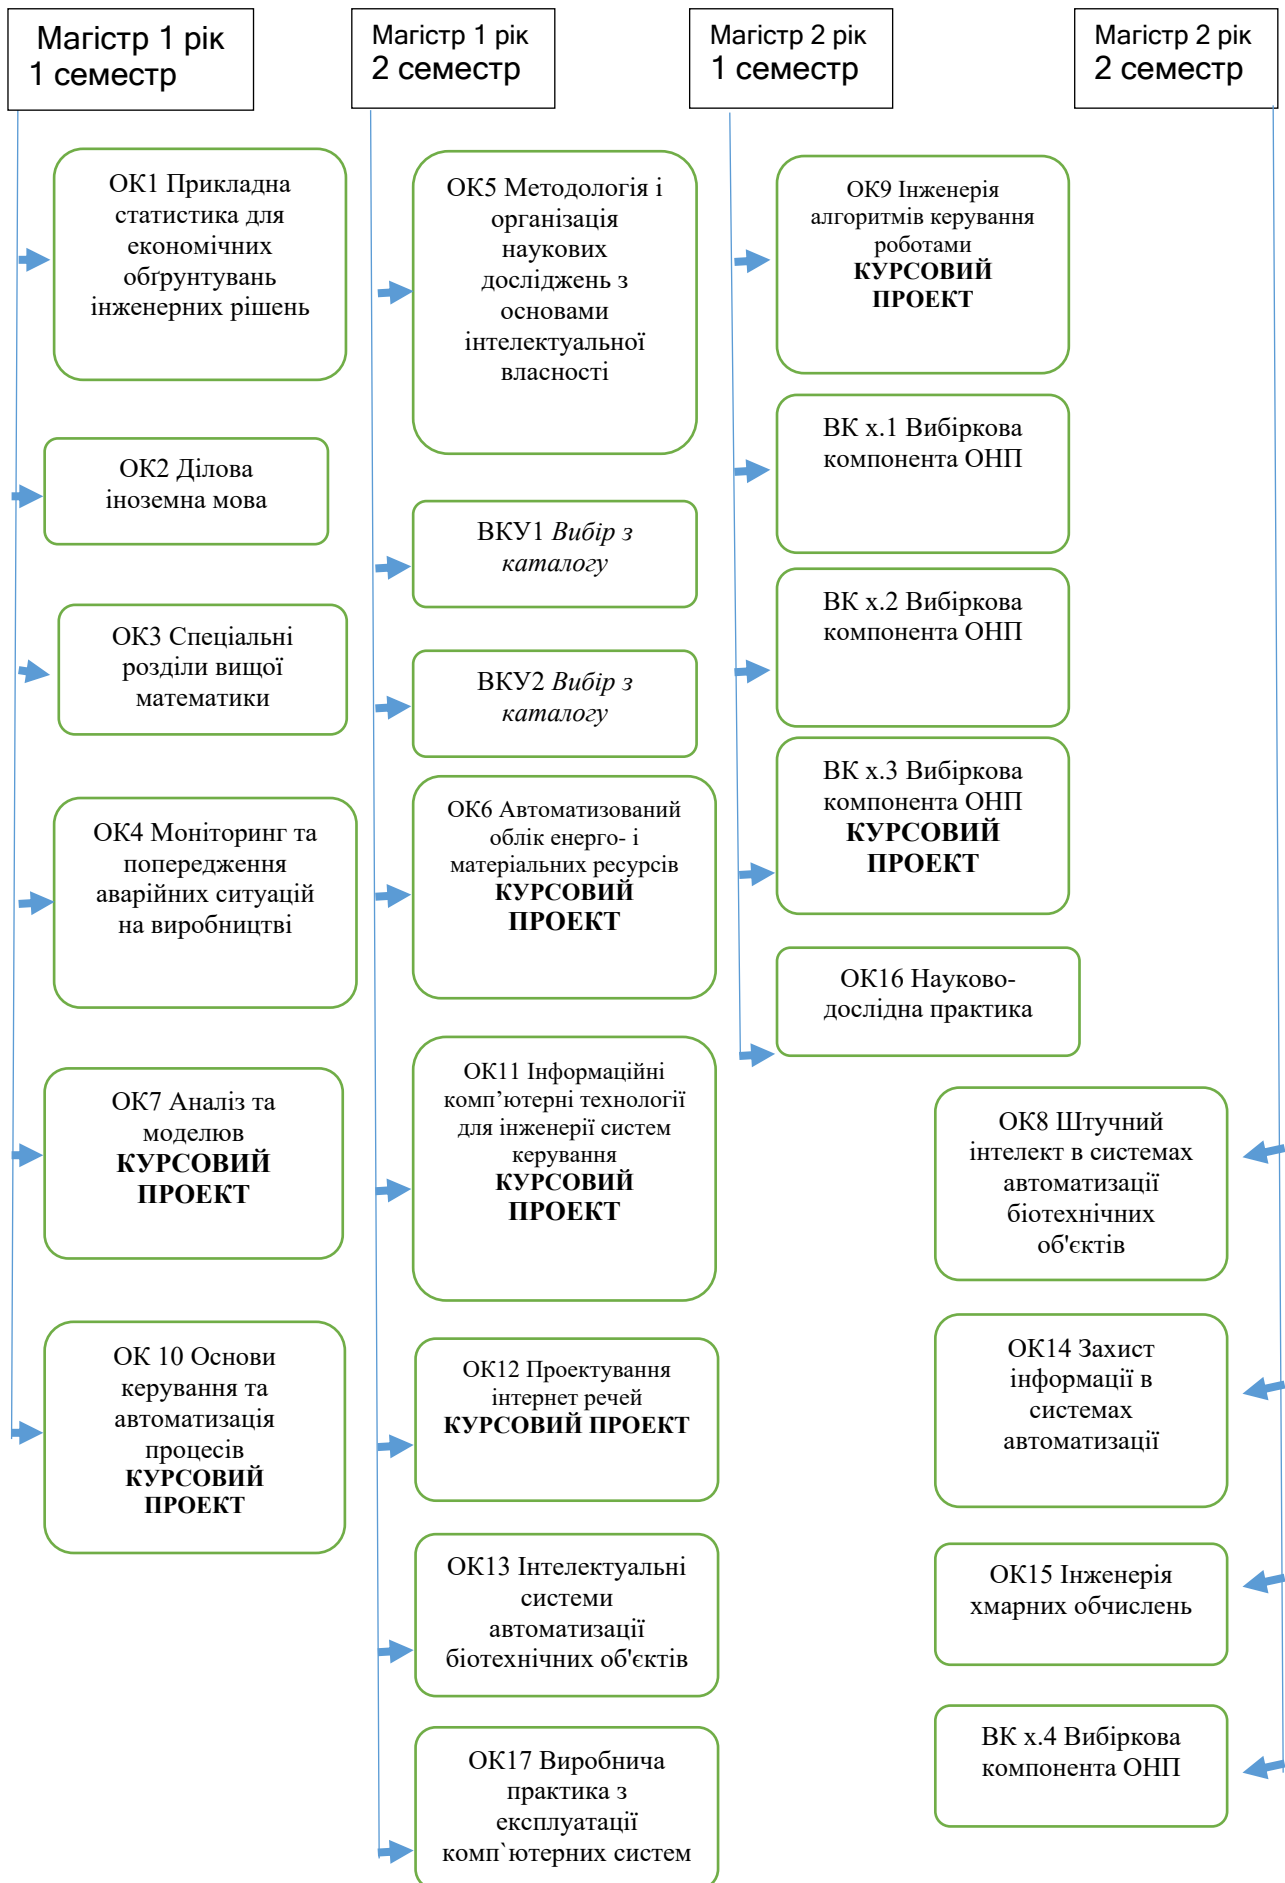 Магістр 1 рік
1 семестр
ОК1 Прикладна
статистика для
економічних
обґрунтувань
інженерних рішень
ОК2 Ділова
іноземна мова
ОК3 Спеціальні
розділи вищої
математики
ОК4 Моніторинг та
попередження
аварійних ситуацій
на виробництві
ОК7 Аналіз та
моделюв
КУРСОВИЙ
ПРОЕКТ
ОК 10 Основи
керування та
автоматизація
процесів
КУРСОВИЙ
ПРОЕКТ
Магістр 1 рік
2 семестр
ОК5 Методологія і
організація
наукових
досліджень з
основами
інтелектуальної
власності
ВКУ1 Вибір з
каталогу
ВКУ2 Вибір з
каталогу
ОК6 Автоматизований
облік енерго- і
матеріальних ресурсів
КУРСОВИЙ
ПРОЕКТ
ОК11 Інформаційні
комп’ютерні технології
для інженерії систем
керування
КУРСОВИЙ
ПРОЕКТ
ОК12 Проектування
інтернет речей
КУРСОВИЙ ПРОЕКТ
ОК13 Інтелектуальні
системи
автоматизації
біотехнічних об'єктів
ОК17 Виробнича
практика з
експлуатації
комп`ютерних систем
Магістр 2 рік
1 семестр
ОК9 Інженерія
алгоритмів керування
роботами
КУРСОВИЙ
ПРОЕКТ
ВК х.1 Вибіркова
компонента ОНП
ВК х.2 Вибіркова
компонента ОНП
ВК х.3 Вибіркова
компонента ОНП
КУРСОВИЙ
ПРОЕКТ
ОК16 Науково-
дослідна практика
Магістр 2 рік
2 семестр
ОК8 Штучний
інтелект в системах
автоматизації
біотехнічних
об'єктів
ОК14 Захист
інформації в
системах
автоматизації
ОК15 Інженерія
хмарних обчислень
ВК х.4 Вибіркова
компонента ОНП